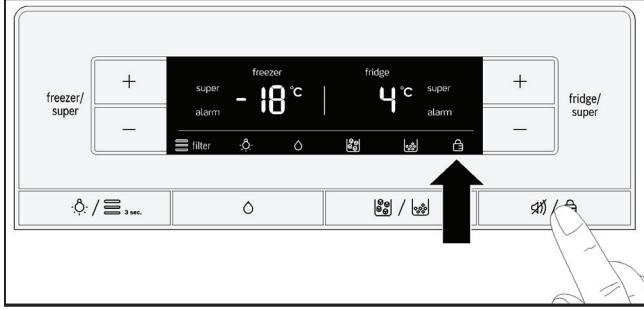 freezer/
super
+
−
freezer
super
alarm
-18°C
fridge
4°C
super
alarm
filter
+
−
fridge/
super
/ 3 sec.
/
/